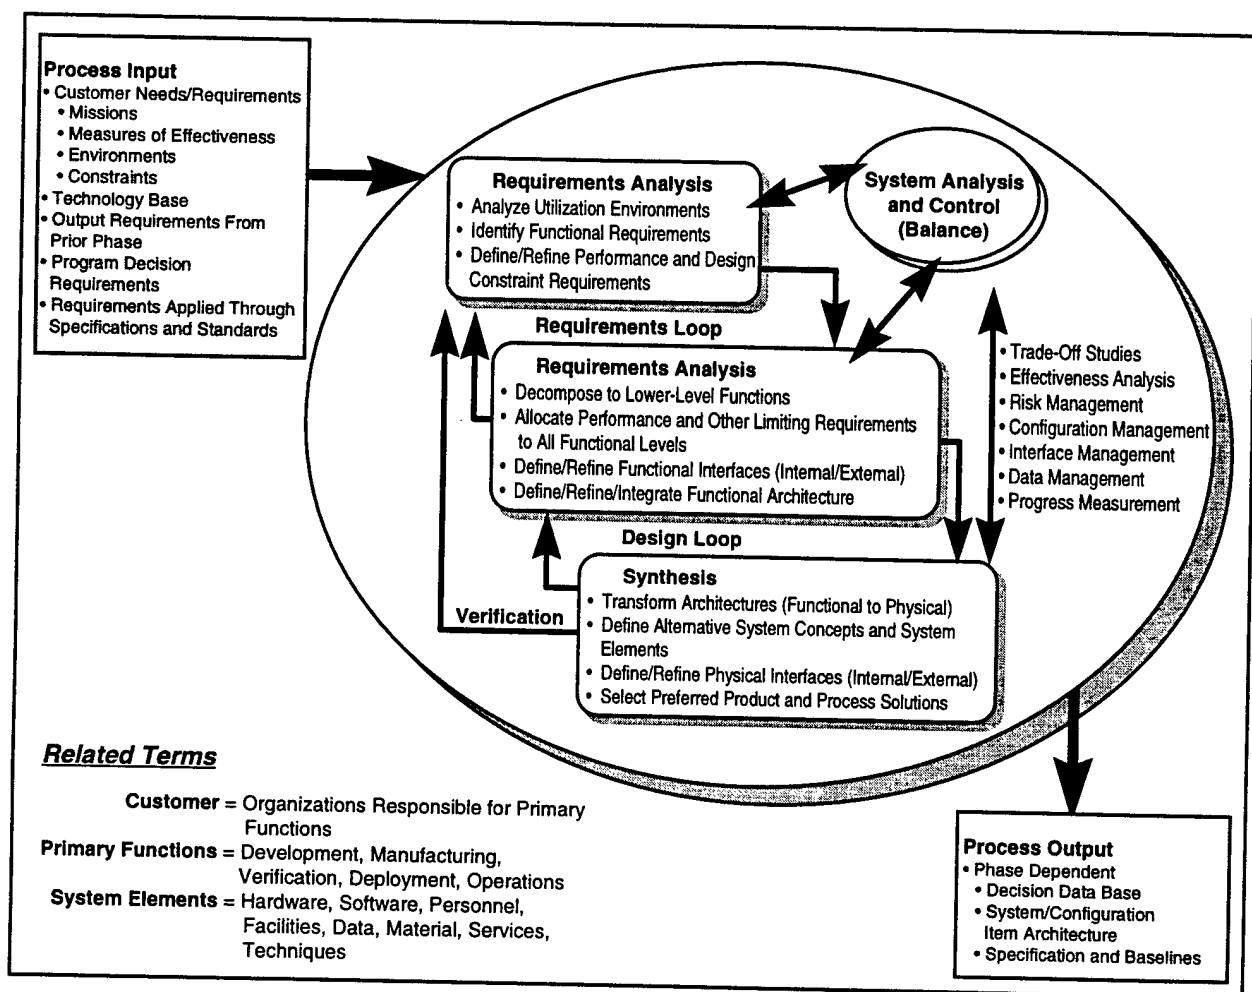 Process Input
• Customer Needs/Requirements
• Missions
• Measures of Effectiveness
• Environments
• Constraints
• Technology Base
• Output Requirements From
Prior Phase
• Program Decision
Requirements
• Requirements Applied Through
Specifications and Standards
Requirements Analysis
• Analyze Utilization Environments
• Identify Functional Requirements
• Define/Refine Performance and Design
Constraint Requirements
System Analysis
and Control
(Balance)
Requirements Loop
Requirements Analysis
• Decompose to Lower-Level Functions
• Allocate Performance and Other Limiting Requirements
to All Functional Levels
• Define/Refine Functional Interfaces (Internal/External)
• Define/Refine/Integrate Functional Architecture
• Trade-Off Studies
• Effectiveness Analysis
• Risk Management
• Configuration Management
• Interface Management
• Data Management
• Progress Measurement
Design Loop
Synthesis
• Transform Architectures (Functional to Physical)
• Define Alternative System Concepts and System
Elements
• Define/Refine Physical Interfaces (Internal/External)
• Select Preferred Product and Process Solutions
Verification
Related Terms
Customer = Organizations Responsible for Primary
Functions
Primary Functions = Development, Manufacturing,
Verification, Deployment, Operations
System Elements = Hardware, Software, Personnel,
Facilities, Data, Material, Services,
Techniques
Process Output
• Phase Dependent
• Decision Data Base
• System/Configuration
Item Architecture
• Specification and Baselines